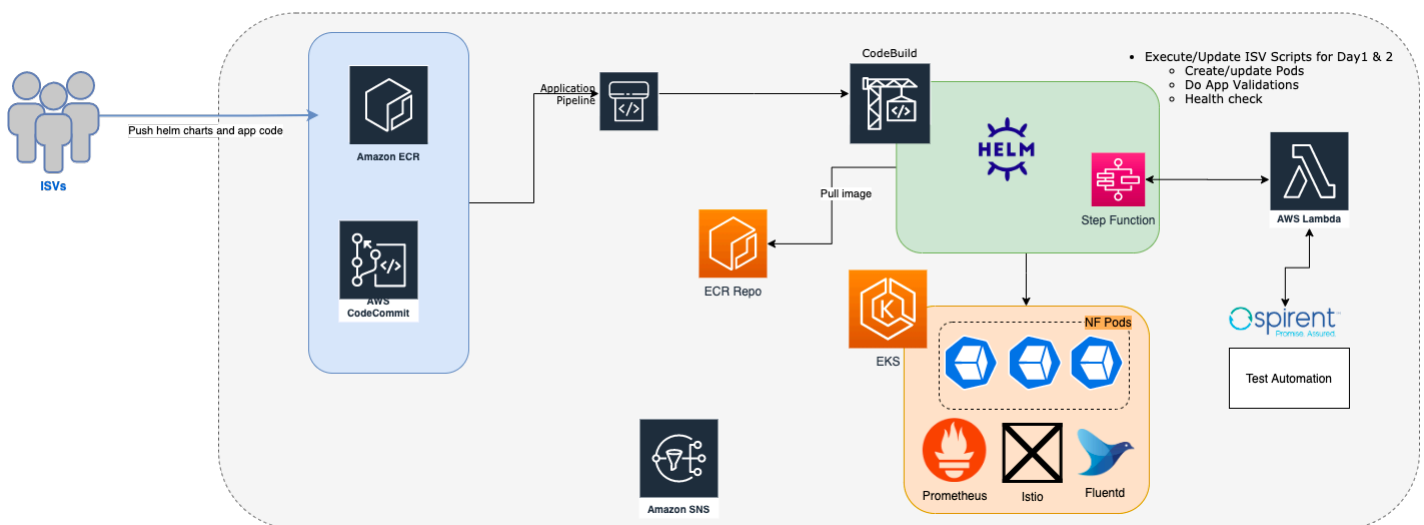 ISVs
Push helm charts and app code
Amazon ECR
AWS
CodeCommit
Application
Pipeline
CodeBuild
HELM
Step Function
Pull image
ECR Repo
• Execute/Update ISV Scripts for Day1 & 2
○ Create/update Pods
○ Do App Validations
○ Health check
AWS Lambda
spirent™
Promise. Assured.
Test Automation
EKS
NF Pods
K
Prometheus
Istio
Fluentd
Amazon SNS